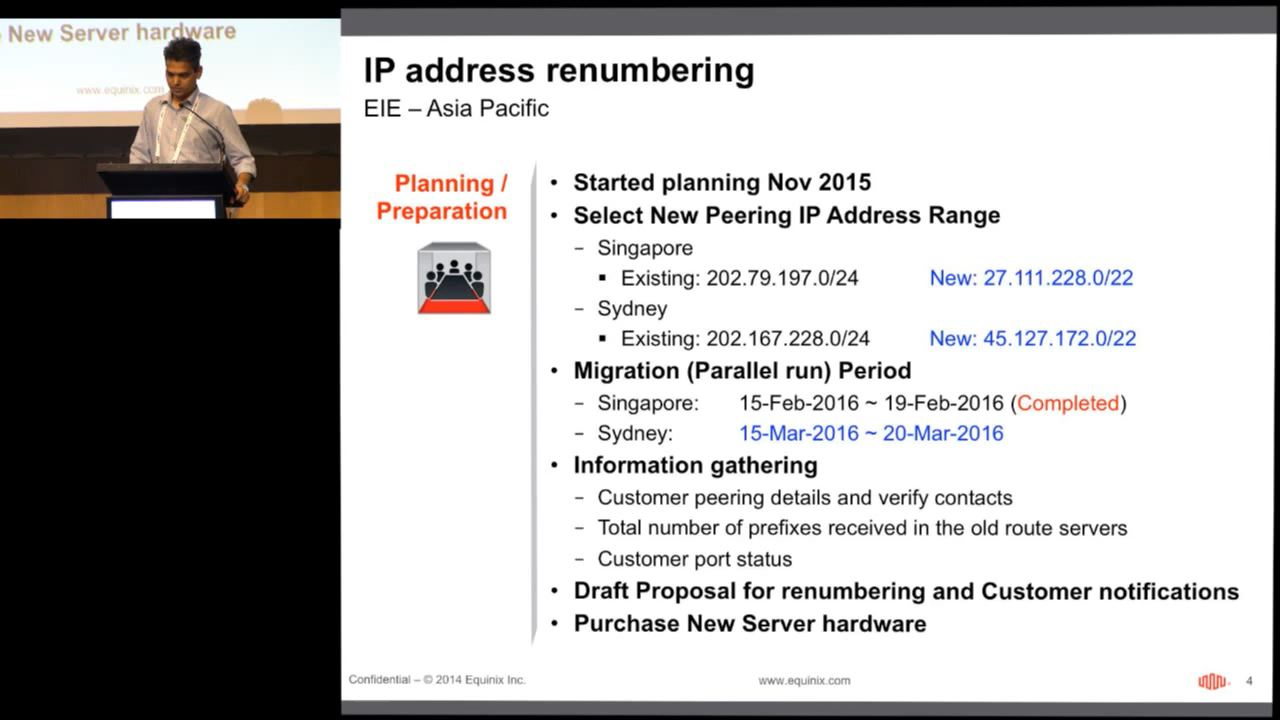 New Server hardware
www.equinix.com
IP address renumbering
EIE – Asia Pacific
Planning /
Preparation
• Started planning Nov 2015
• Select New Peering IP Address Range
– Singapore
▪ Existing: 202.79.197.0/24 New: 27.111.228.0/22
– Sydney
▪ Existing: 202.167.228.0/24 New: 45.127.172.0/22
• Migration (Parallel run) Period
– Singapore: 15-Feb-2016 ~ 19-Feb-2016 (Completed)
– Sydney: 15-Mar-2016 ~ 20-Mar-2016
• Information gathering
– Customer peering details and verify contacts
– Total number of prefixes received in the old route servers
– Customer port status
• Draft Proposal for renumbering and Customer notifications
• Purchase New Server hardware
Confidential – © 2014 Equinix Inc. www.equinix.com 4